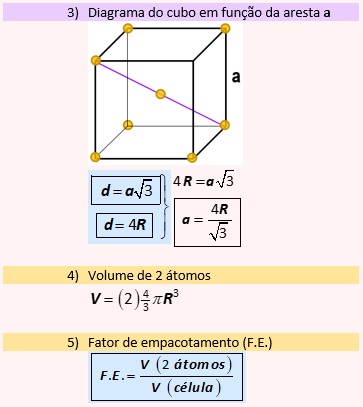 3) Diagrama do cubo em função da aresta a
a
d = a√3
4R = a√3
d = 4R
a = 4R/√3
4) Volume de 2 átomos
V = (2) 4/3 πR³
5) Fator de empacotamento (F.E.)
F.E. = V (2 átomos) / V (célula)